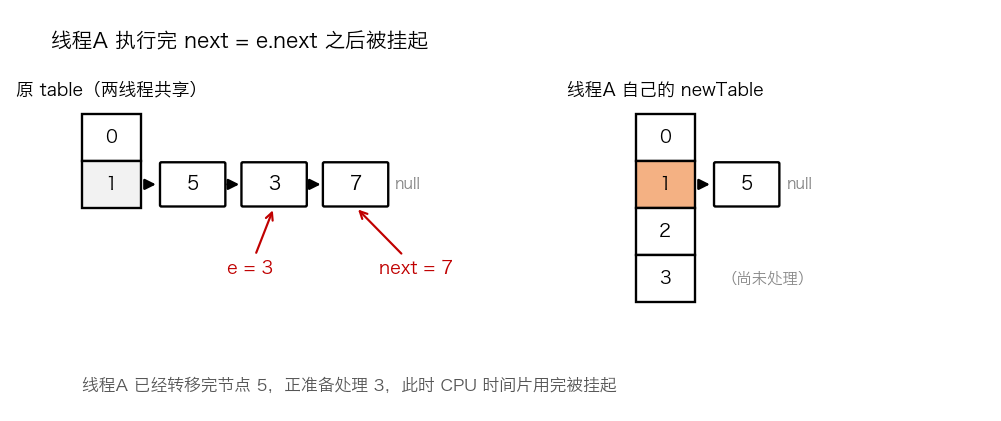 线程A 执行完 next = e.next 之后被挂起
原 table（两线程共享）
线程A 自己的 newTable
0
1
5
3
7
null
e = 3
next = 7
0
1
5
null
2
3
（尚未处理）
线程A 已经转移完节点 5，正准备处理 3，此时 CPU 时间片用完被挂起